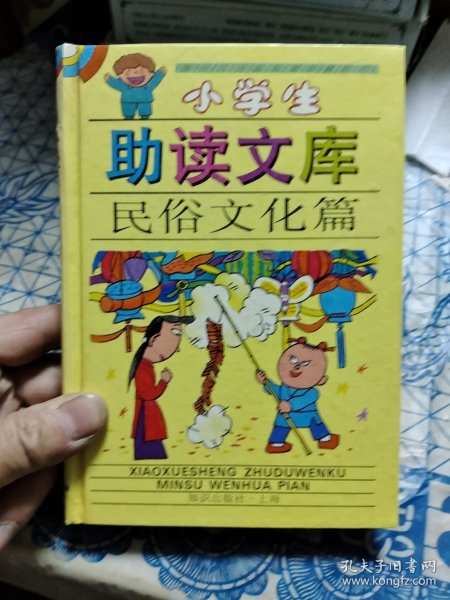 小学生
助读文库
民俗文化篇
XIAOXUESHENG ZHUDUWENKU
MINSU WENHUA PIAN
知识出版社·上海
孔夫子旧书网
www.kongfz.com